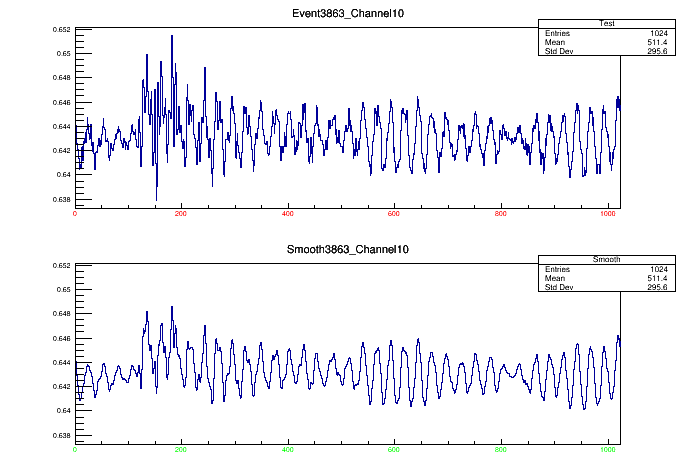 Event3863_Channel10
Test
Entries 1024
Mean 511.4
Std Dev 295.6
0.652
0.65
0.648
0.646
0.644
0.642
0.64
0.638
0 200 400 600 800 1000
Smooth3863_Channel10
Smooth
Entries 1024
Mean 511.4
Std Dev 295.6
0.652
0.65
0.648
0.646
0.644
0.642
0.64
0.638
0 200 400 600 800 1000